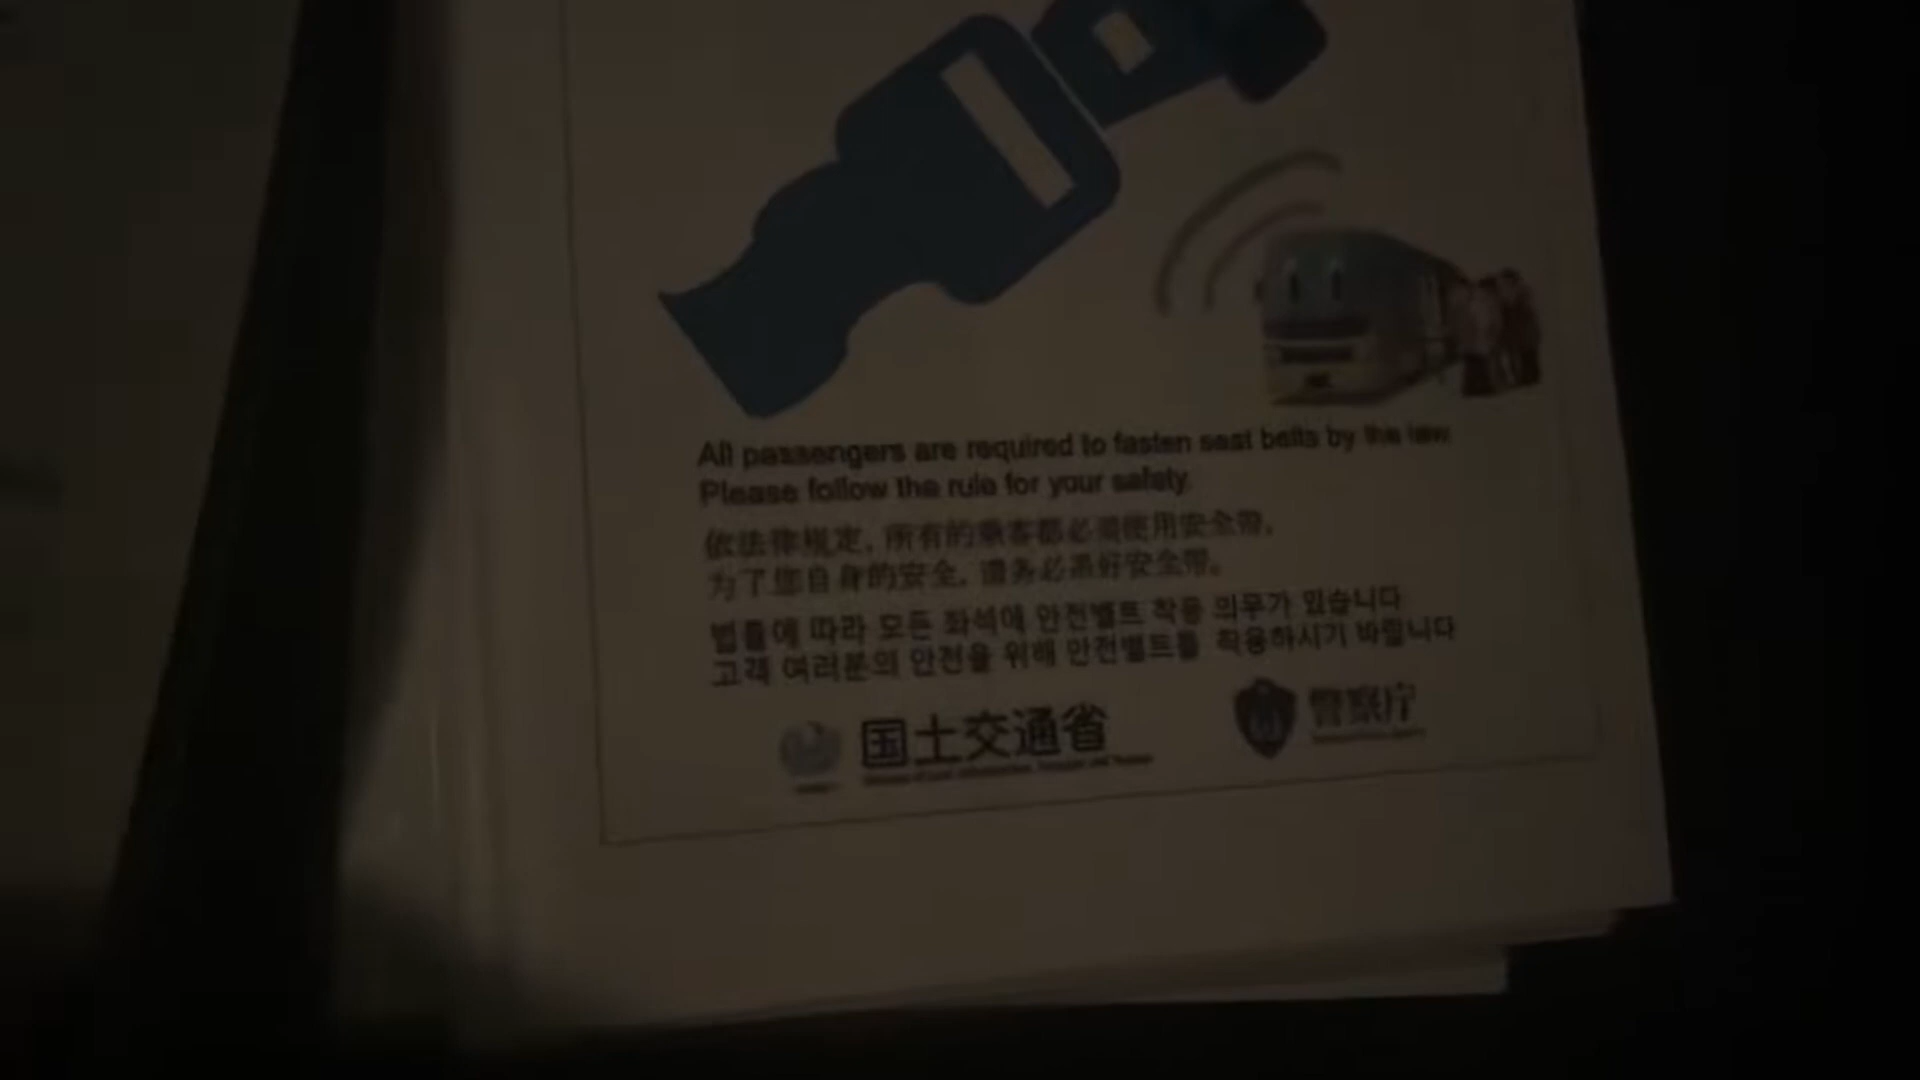 All passengers are required to fasten seat belts by the law.
Please follow the rule for your safety.
依法律规定, 所有的乘客都必须使用安全带。
为了您自身的安全, 请务必系好安全带。
법률에 따라 모든 좌석에 안전벨트 착용 의무가 있습니다
고객 여러분의 안전을 위해 안전벨트를 착용하시기 바랍니다
国土交通省
警察庁